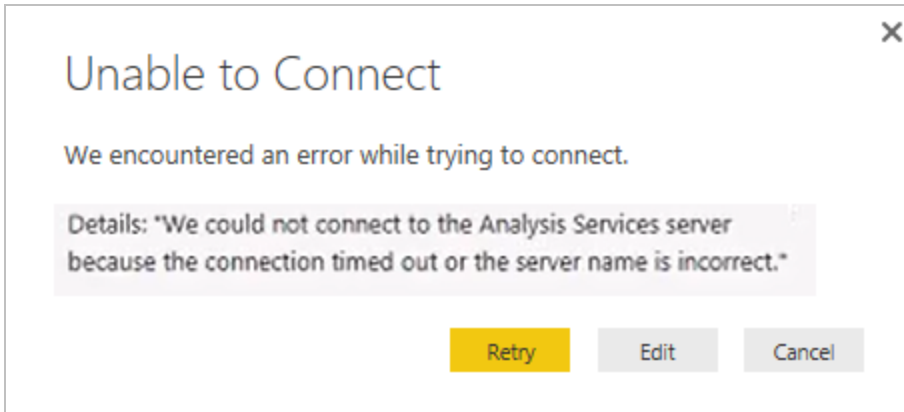 Unable to Connect
We encountered an error while trying to connect.
Details: "We could not connect to the Analysis Services server
because the connection timed out or the server name is incorrect."
Retry Edit Cancel